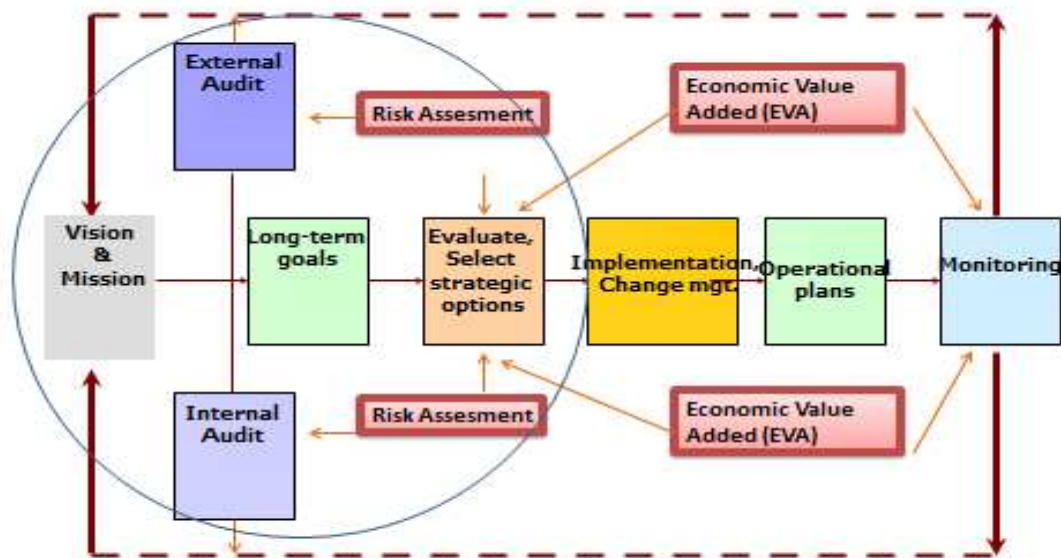 External
Audit
Risk Assesment
Economic Value
Added (EVA)
Vision
&
Mission
Long-term
goals
Evaluate,
Select
strategic
options
Implementation,
Change mgt.
Operational
plans
Monitoring
Internal
Audit
Risk Assesment
Economic Value
Added (EVA)